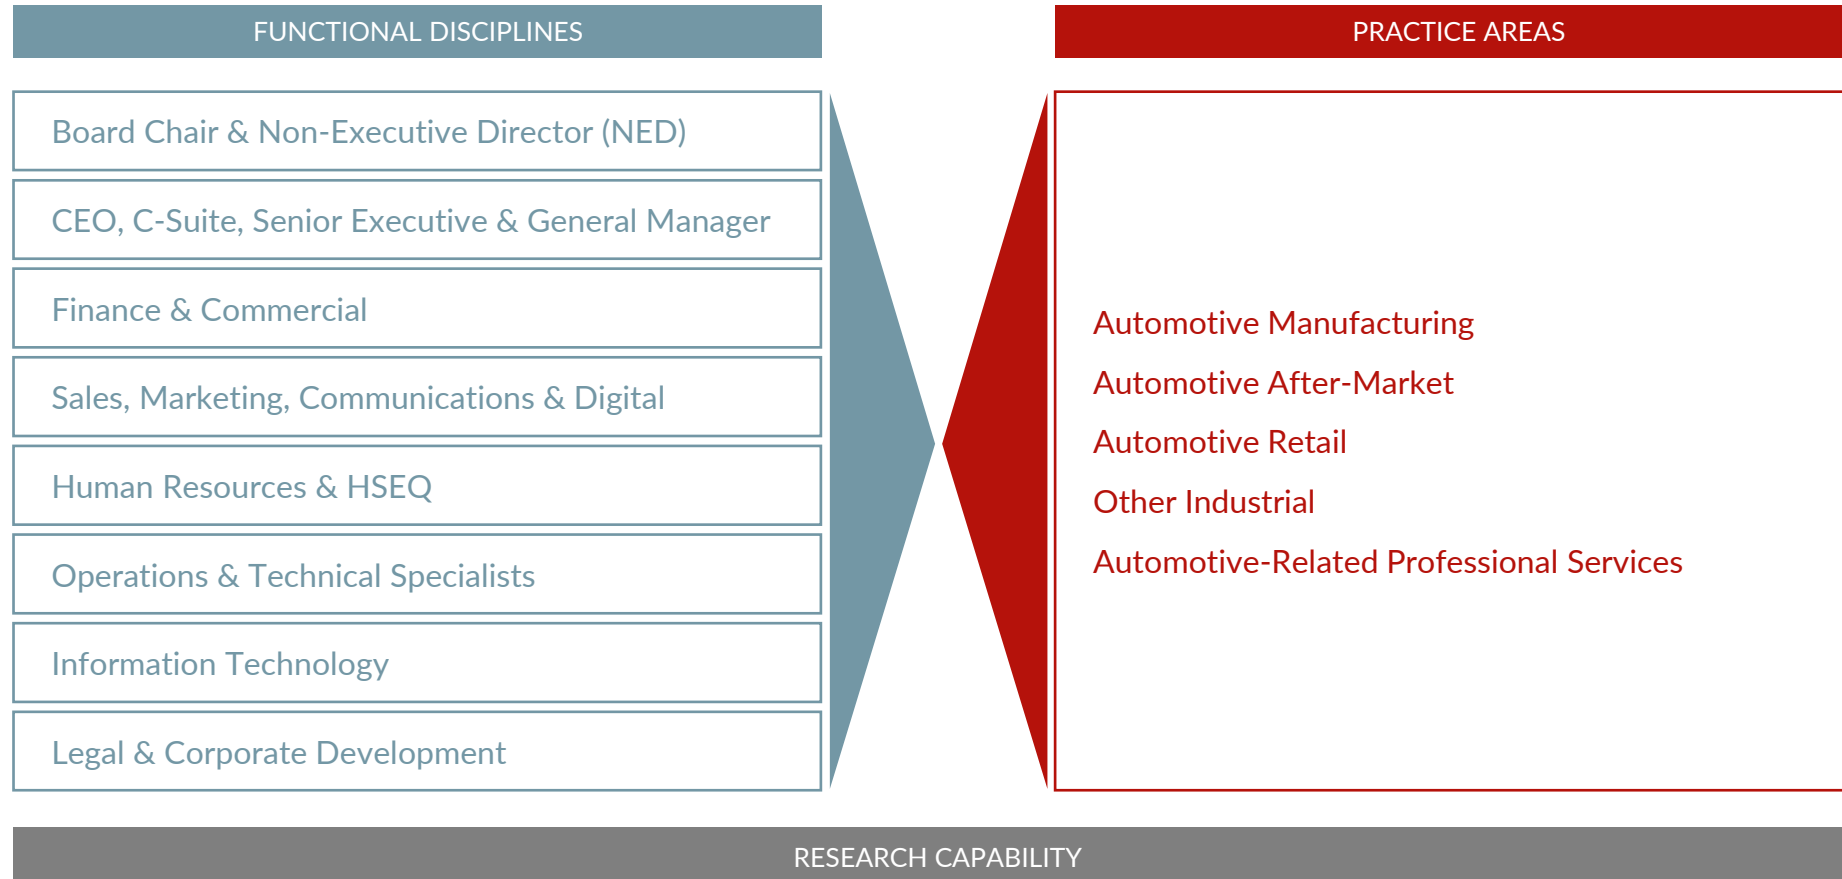 FUNCTIONAL DISCIPLINES
Board Chair & Non-Executive Director (NED)
CEO, C-Suite, Senior Executive & General Manager
Finance & Commercial
Sales, Marketing, Communications & Digital
Human Resources & HSEQ
Operations & Technical Specialists
Information Technology
Legal & Corporate Development
PRACTICE AREAS
Automotive Manufacturing
Automotive After-Market
Automotive Retail
Other Industrial
Automotive-Related Professional Services
RESEARCH CAPABILITY